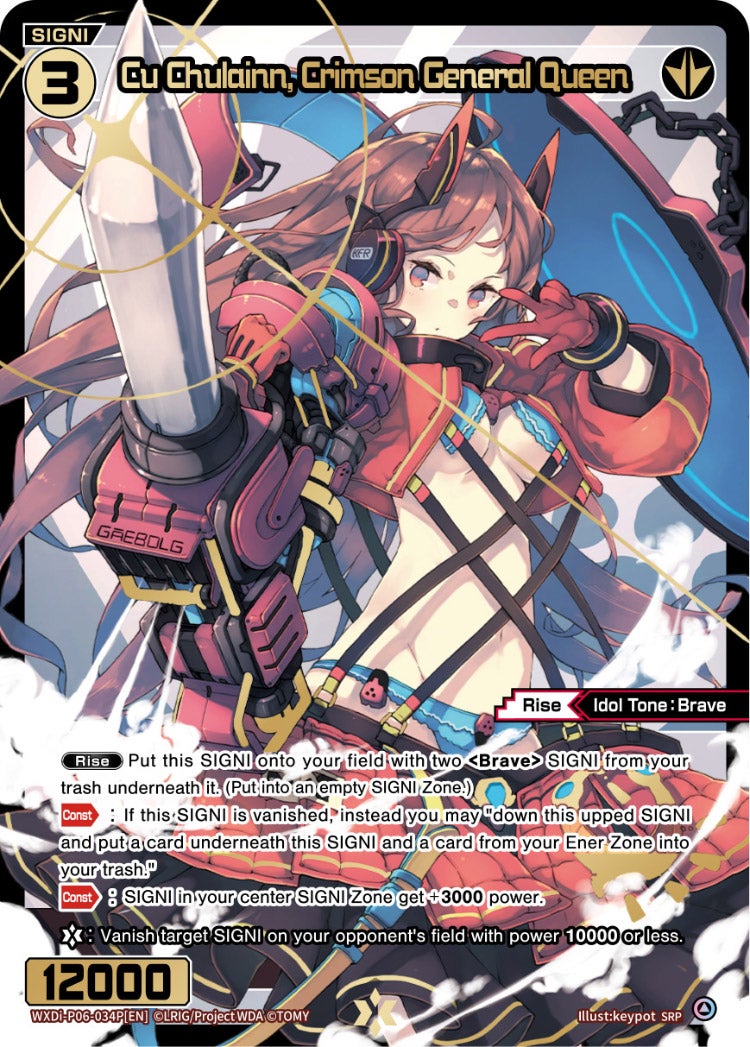 SIGNI
3
Cu Chulainn, Crimson General Queen
KFR
GÄEBOLG
Rise Idol Tone:Brave
Rise Put this SIGNI onto your field with two <Brave> SIGNI from your
trash underneath it. (Put into an empty SIGNI Zone.)
Const : If this SIGNI is vanished, instead you may "down this upped SIGNI
and put a card underneath this SIGNI and a card from your Ener Zone into
your trash."
Const : SIGNI in your center SIGNI Zone get +3000 power.
: Vanish target SIGNI on your opponent's field with power 10000 or less.
12000
WXDi-P06-034P[EN] ©LRIG/Project WDA ©TOMY
Illust:keypot SRP